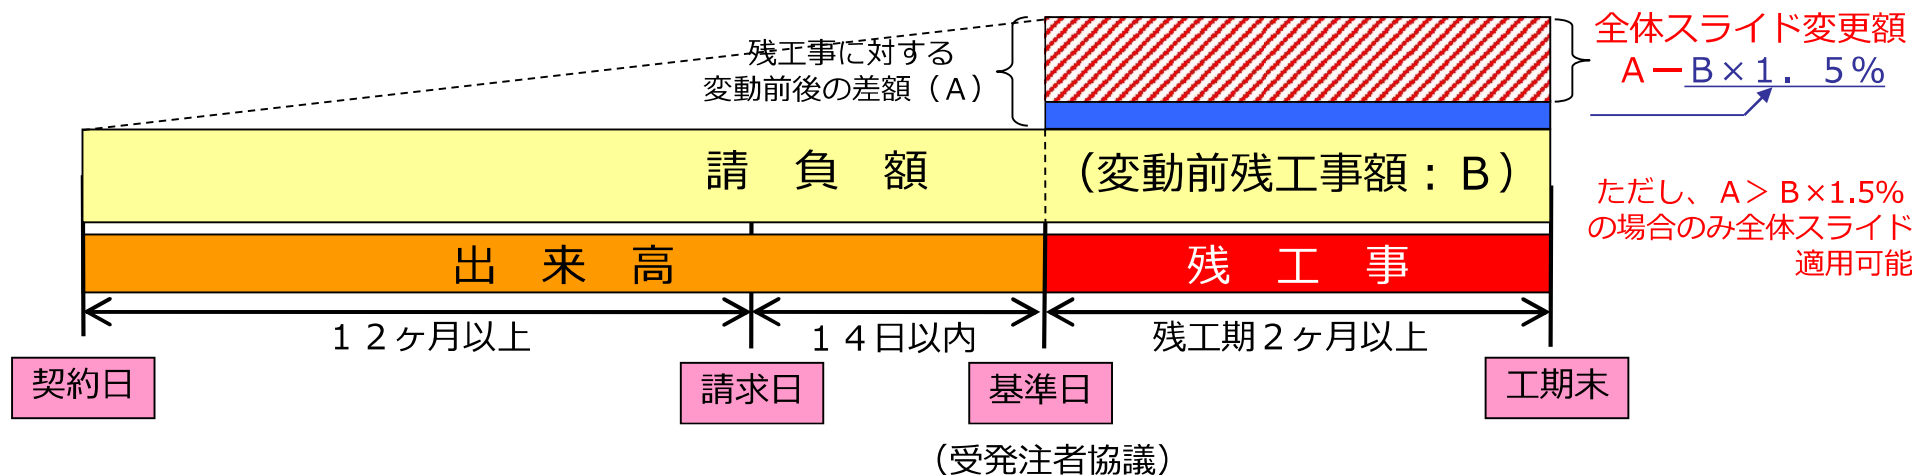 残工事に対する
変動前後の差額（Ａ）
全体スライド変更額
Ａ－Ｂ×１．５％
請　負　額
（変動前残工事額：Ｂ）
ただし、Ａ＞Ｂ×1.5%
の場合のみ全体スライド
適用可能
出　来　高
残　工　事
１２ヶ月以上
１４日以内
残工期２ヶ月以上
契約日
請求日
基準日
工期末
（受発注者協議）